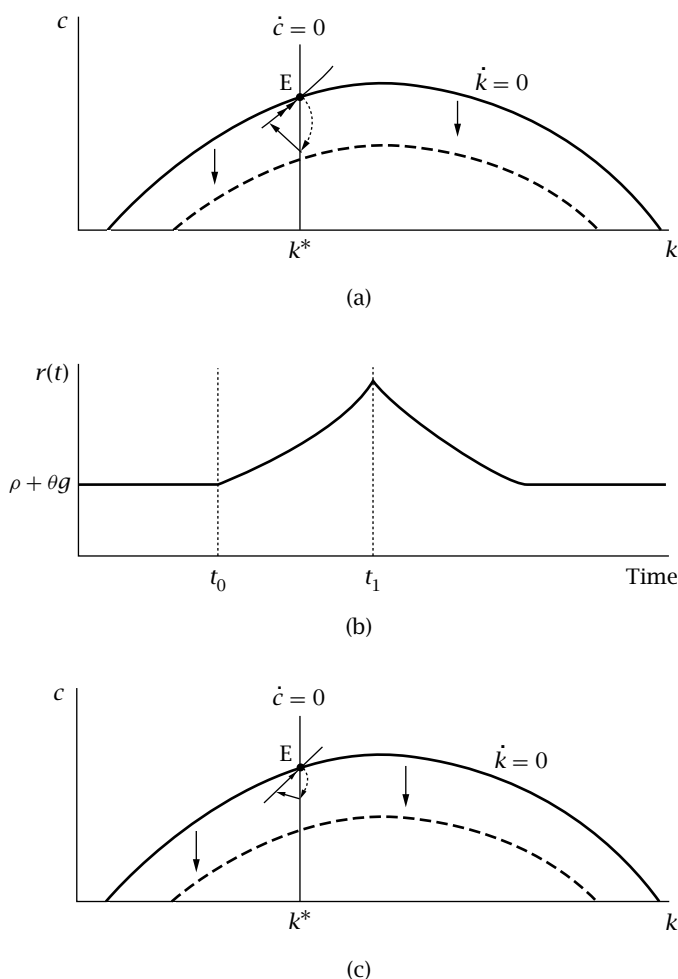 c
ċ = 0
E
k̇ = 0
k*
k
(a)
r(t)
ρ + θg
t₀
t₁
Time
(b)
c
ċ = 0
E
k̇ = 0
k*
k
(c)